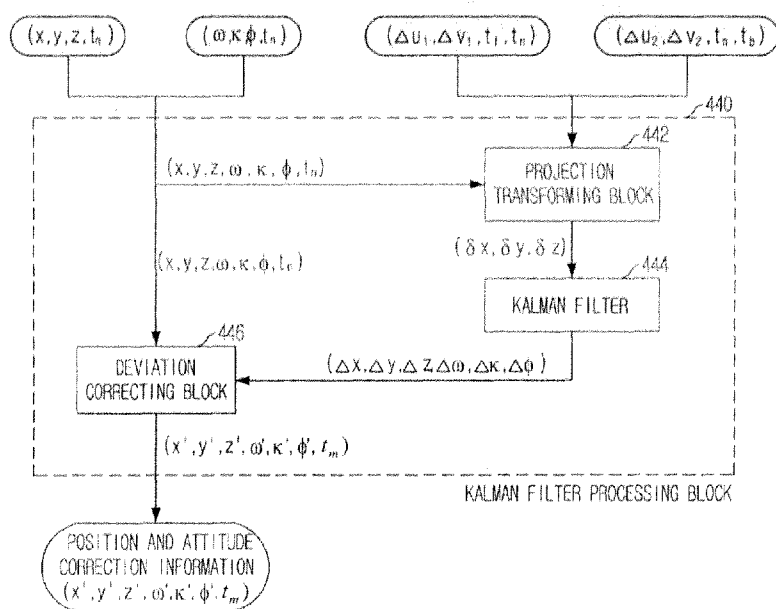 (x,y,z,tn)
(ω,κ,φ,tn)
(Δu1,Δv1,tf,tn)
(Δu2,Δv2,tn,tb)
440
442
(x,y,z,ω,κ,φ,tn)
PROJECTION
TRANSFORMING BLOCK
(δx,δy,δz)
(x,y,z,ω,κ,φ,tn)
444
KALMAN FILTER
446
DEVIATION
CORRECTING BLOCK
(Δx,Δy,Δz,Δω,Δκ,Δφ)
(x',y',z',ω',κ',φ',tm)
KALMAN FILTER PROCESSING BLOCK
POSITION AND ATTITUDE
CORRECTION INFORMATION
(x',y',z',ω',κ',φ',tm)